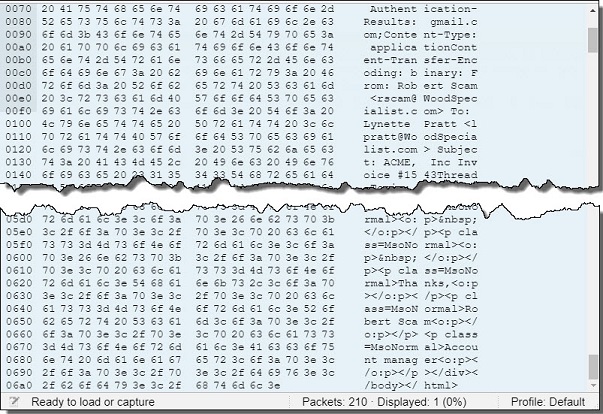 0070 20 41 75 74 68 65 6e 74 69 63 61 74 69 6f 6e 2d Authent ication-
0080 52 65 73 75 6c 74 73 3a 20 67 6d 61 69 6c 2e 63 Results: gmail.c
0090 6f 6d 3b 43 6f 6e 74 65 6e 74 2d 54 79 70 65 3a om;Conte nt-Type:
00a0 20 61 70 70 6c 69 63 61 74 69 6f 6e 43 6f 6e 74 applica tionCont
00b0 65 6e 74 2d 54 72 61 6e 73 66 65 72 2d 45 6e 63 ent-Tran sfer-Enc
00c0 6f 64 69 6e 67 3a 20 62 69 6e 61 72 79 3a 20 46 oding: b inary: F
00d0 72 6f 6d 3a 20 52 6f 62 65 72 74 20 53 63 61 6d rom: Rob ert Scam
00e0 20 3c 72 73 63 61 6d 40 57 6f 6f 64 53 70 65 63 <rscam@ WoodSpec
00f0 69 61 6c 69 73 74 2e 63 6f 6d 3e 20 54 6f 3a 20 ialist.c om> To:
0100 4c 79 6e 65 74 74 65 20 50 72 61 74 74 20 3c 6c Lynette Pratt <l
0110 70 72 61 74 74 40 57 6f 6f 64 53 70 65 63 69 61 pratt@Wo odSpecia
0120 6c 69 73 74 2e 63 6f 6d 3e 20 53 75 62 6a 65 63 list.com > Subjec
0130 74 3a 20 41 43 4d 45 2c 20 49 6e 63 20 49 6e 76 t: ACME, Inc Inv
0140 6f 69 63 65 20 23 31 35 34 33 54 68 72 65 61 64 oice #15 43Thread
05d0 72 6d 61 6c 3e 3c 6f 3a 70 3e 26 6e 62 73 70 3b rmal><o: p>&nbsp;
05e0 3c 2f 6f 3a 70 3e 3c 2f 70 3e 3c 70 20 63 6c 61 </o:p></ p><p cla
05f0 73 73 3d 4d 73 6f 4e 6f 72 6d 61 6c 3e 3c 6f 3a ss=MsoNo rmal><o:
0600 70 3e 26 6e 62 73 70 3b 3c 2f 6f 3a 70 3e 3c 2f p>&nbsp; </o:p></
0610 70 3e 3c 70 20 63 6c 61 73 73 3d 4d 73 6f 4e 6f p><p cla ss=MsoNo
0620 72 6d 61 6c 3e 54 68 61 6e 6b 73 2c 3c 6f 3a 70 rmal>Tha nks,<o:p
0630 3e 3c 2f 6f 3a 70 3e 3c 2f 70 3e 3c 70 20 63 6c ></o:p>< /p><p cl
0640 61 73 73 3d 4d 73 6f 4e 6f 72 6d 61 6c 3e 52 6f ass=MsoN ormal>Ro
0650 62 65 72 74 20 53 63 61 6d 3c 6f 3a 70 3e 3c 2f bert Sca m<o:p></
0660 6f 3a 70 3e 3c 2f 70 3e 3c 70 20 63 6c 61 73 73 o:p></p> <p class
0670 3d 4d 73 6f 4e 6f 72 6d 61 6c 3e 41 63 63 6f 75 =MsoNorm al>Accou
0680 6e 74 20 6d 61 6e 61 67 65 72 3c 6f 3a 70 3e 3c nt manag er<o:p><
0690 2f 6f 3a 70 3e 3c 2f 70 3e 3c 2f 64 69 76 3e 3c /o:p></p ></div><
06a0 2f 62 6f 64 79 3e 3c 2f 68 74 6d 6c 3e /body></ html>
Ready to load or capture Packets: 210 · Displayed: 1 (0%) Profile: Default